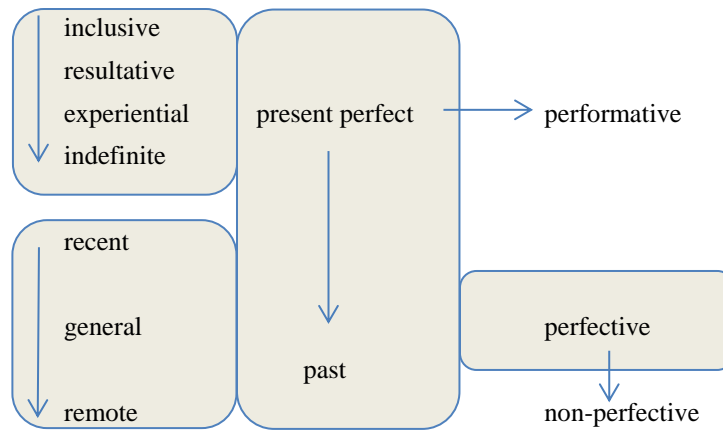 inclusive
resultative
experiential
indefinite
present perfect
performative
recent
general
remote
past
perfective
non-perfective